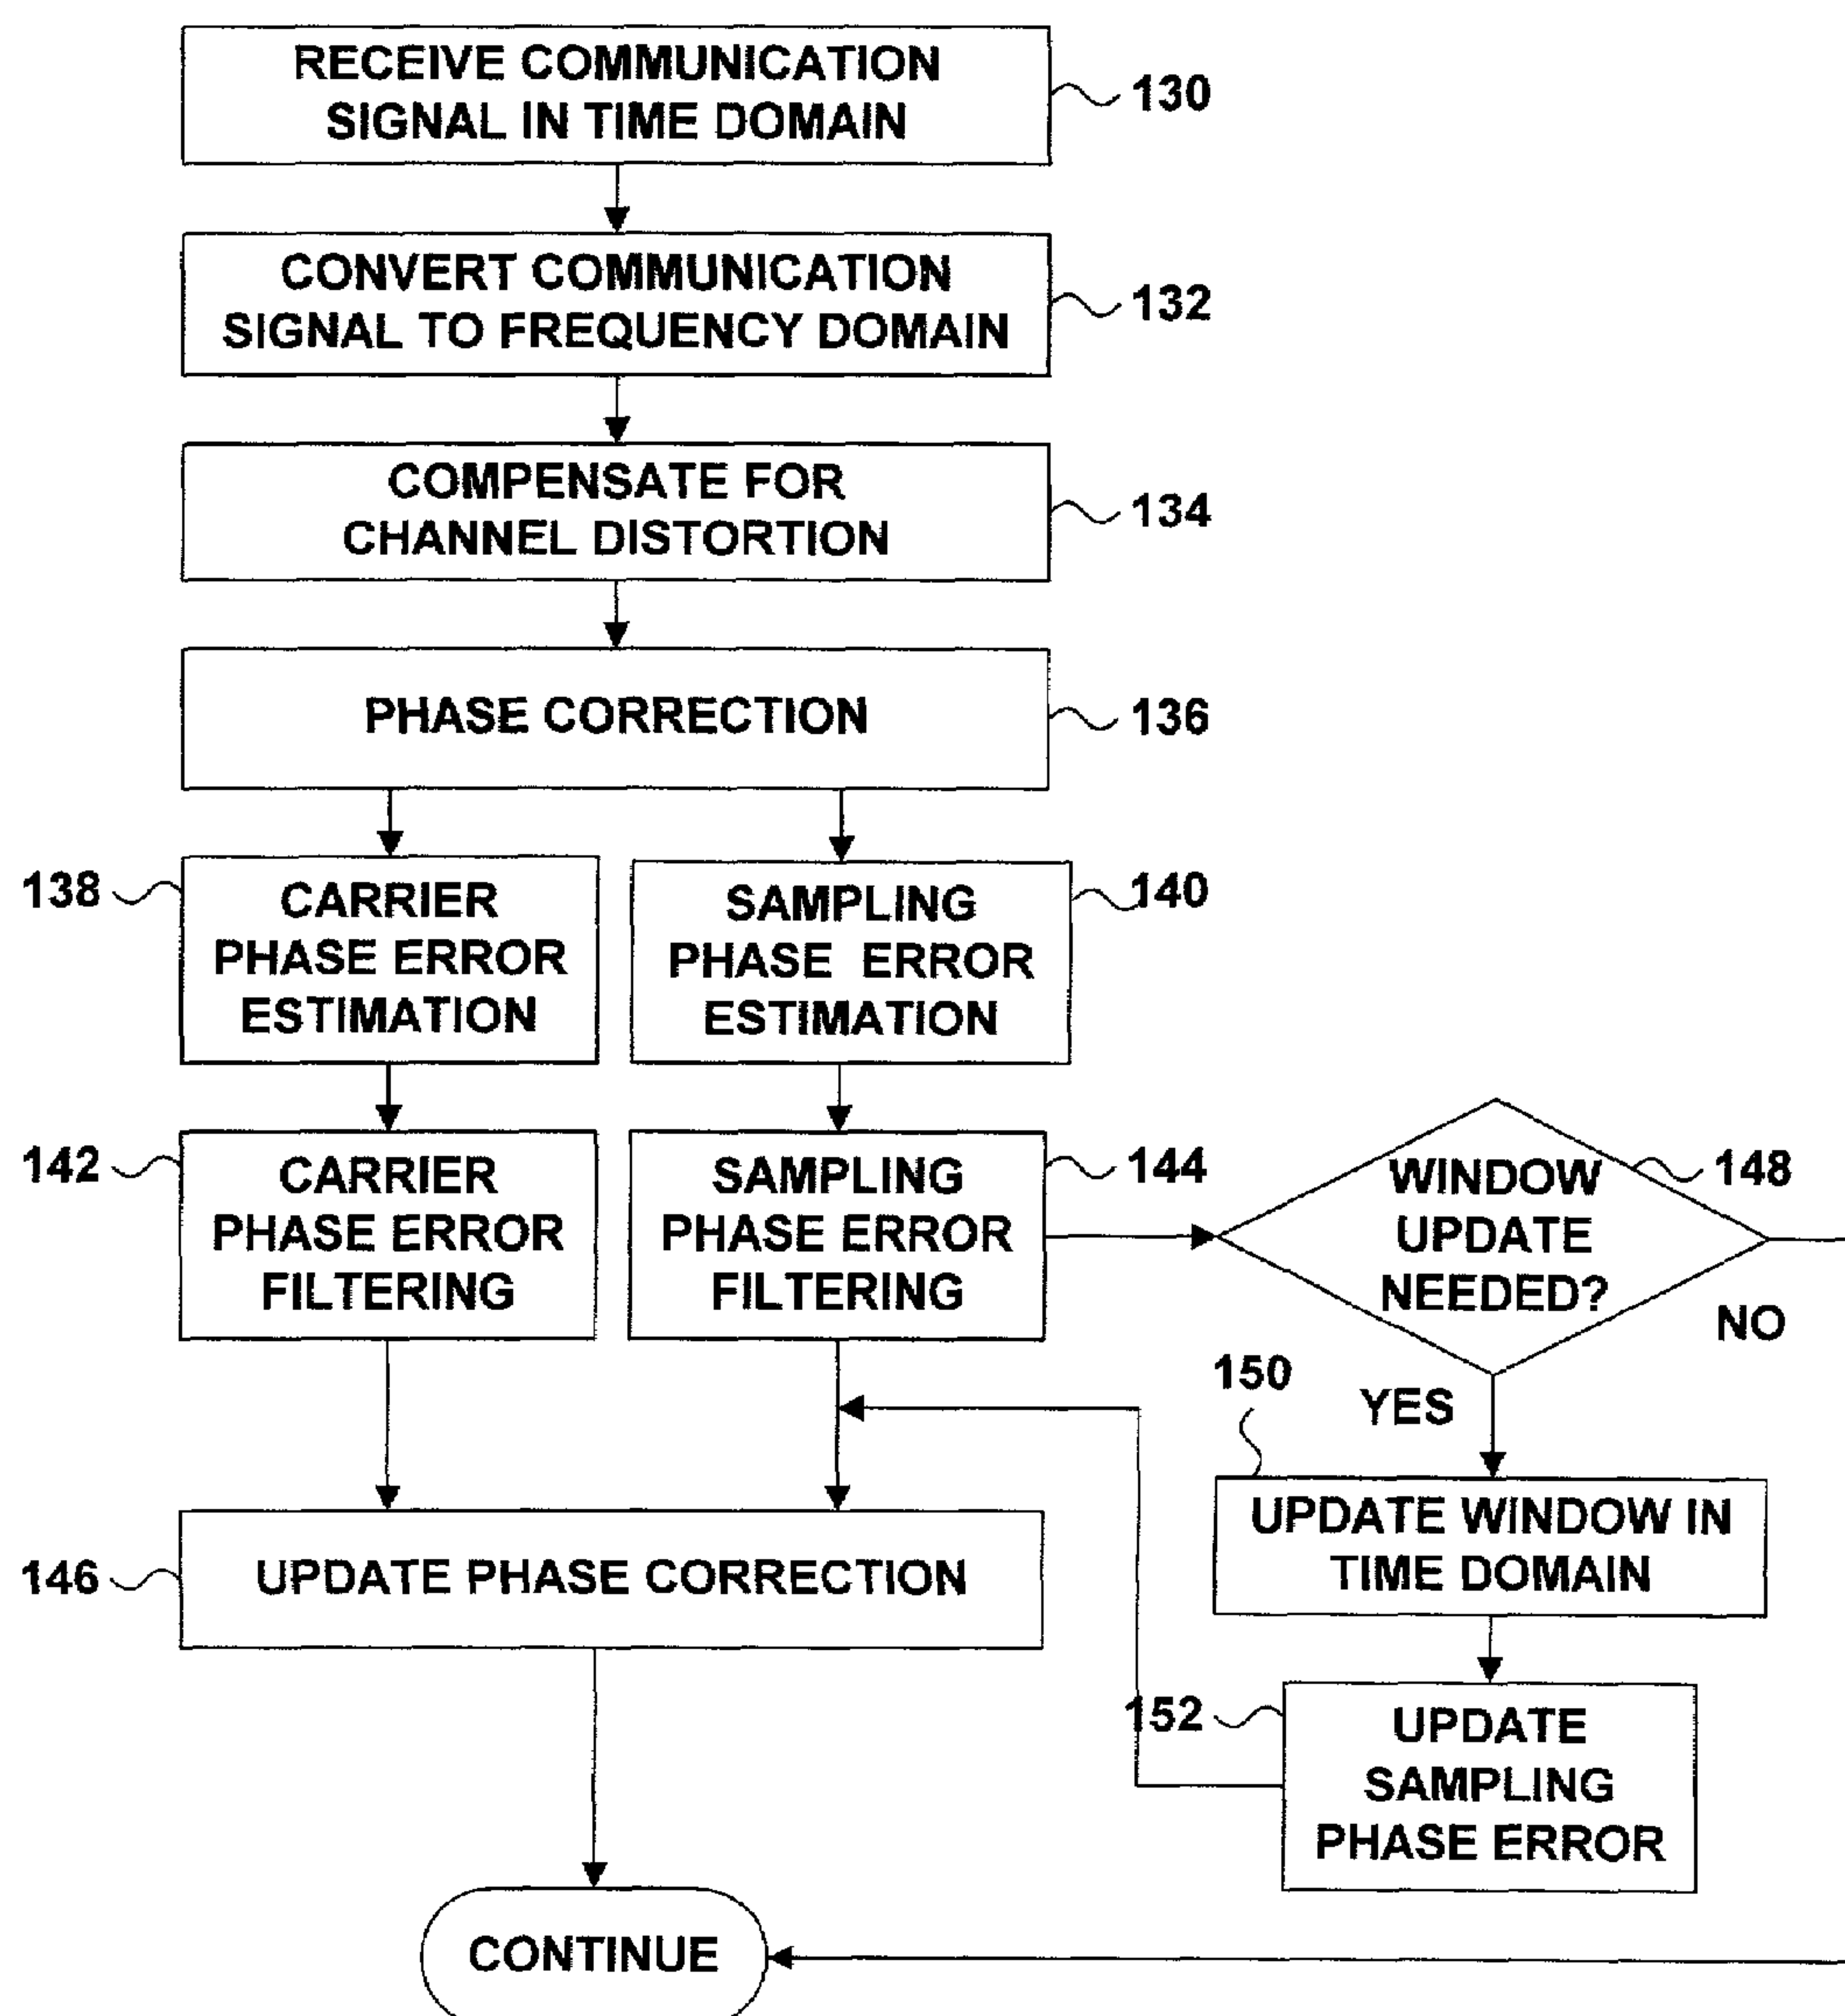 RECEIVE COMMUNICATION
SIGNAL IN TIME DOMAIN
130
CONVERT COMMUNICATION
SIGNAL TO FREQUENCY DOMAIN
132
COMPENSATE FOR
CHANNEL DISTORTION
134
PHASE CORRECTION
136
138
CARRIER
PHASE ERROR
ESTIMATION
SAMPLING
PHASE ERROR
ESTIMATION
140
142
CARRIER
PHASE ERROR
FILTERING
SAMPLING
PHASE ERROR
FILTERING
144
WINDOW
UPDATE
NEEDED?
148
NO
YES
150
UPDATE WINDOW IN
TIME DOMAIN
146
UPDATE PHASE CORRECTION
152
UPDATE
SAMPLING
PHASE ERROR
CONTINUE